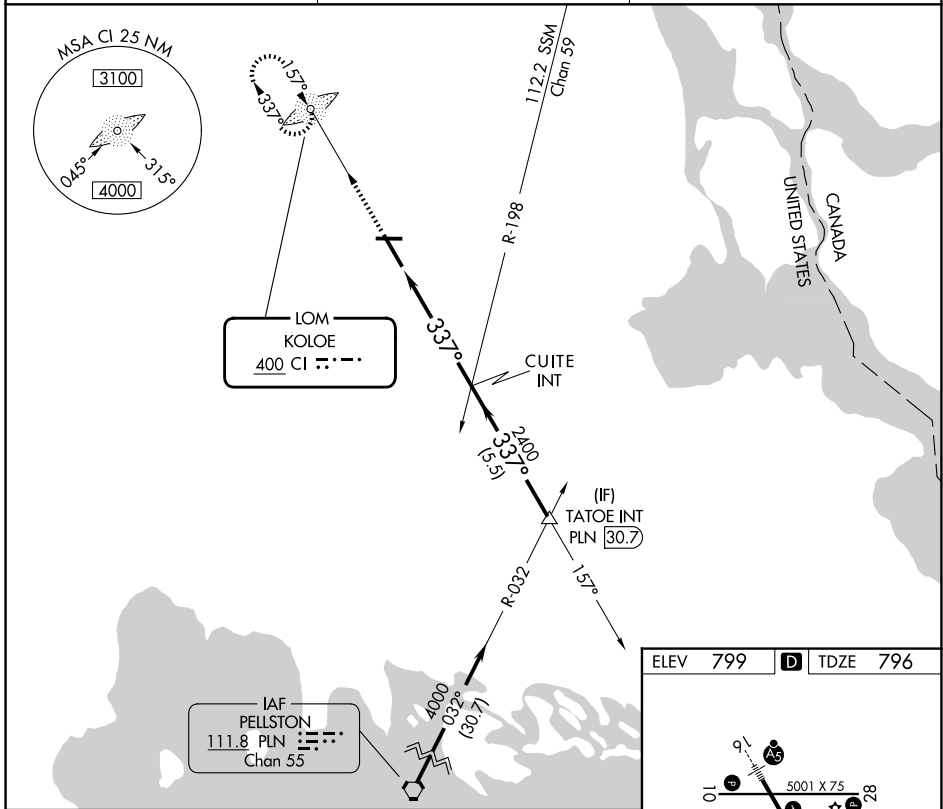 MSA CI 25 NM
3100
045°
315°
4000
157°
337°
112.2 SSM
Chan 59
R-198
CANADA
UNITED STATES
LOM
KOLOE
400 CI
337°
CUITE
INT
2400
337°
(5.5)
(IF)
TATOE INT
PLN 30.7
R-032
157°
4000
032°
(30.7)
IAF
PELLSTON
111.8 PLN
Chan 55
ELEV 799 D TDZE 796
16
A5
P
10
5001 X 75
28
P